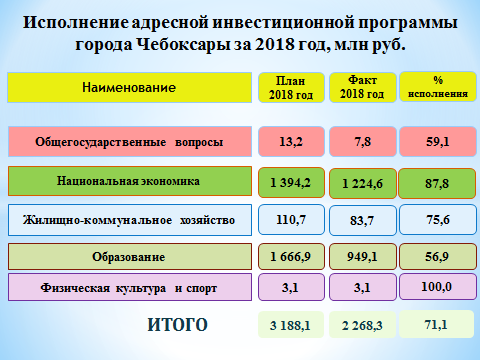 Исполнение адресной инвестиционной программы
города Чебоксары за 2018 год, млн руб.
Наименование План 2018 год Факт 2018 год % исполнения
Общегосударственные вопросы 13,2 7,8 59,1
Национальная экономика 1 394,2 1 224,6 87,8
Жилищно-коммунальное хозяйство 110,7 83,7 75,6
Образование 1 666,9 949,1 56,9
Физическая культура и спорт 3,1 3,1 100,0
ИТОГО 3 188,1 2 268,3 71,1